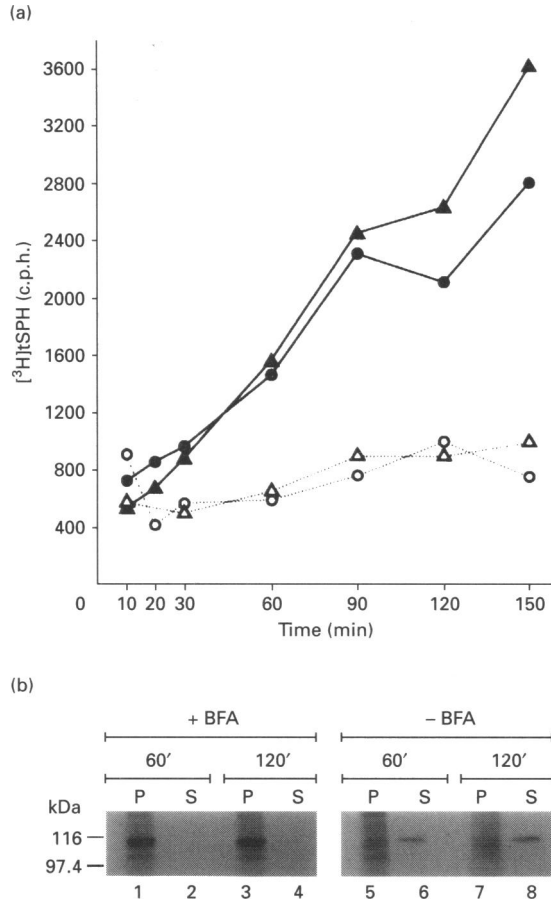 (a)
3600
3200
2800
2400
2000
1600
1200
800
400
0
[³H]tSPH (c.p.h.)
10 20 30 60 90 120 150
Time (min)
(b)
+ BFA – BFA
60′ 120′ 60′ 120′
kDa P S P S P S P S
116
97.4
1 2 3 4 5 6 7 8